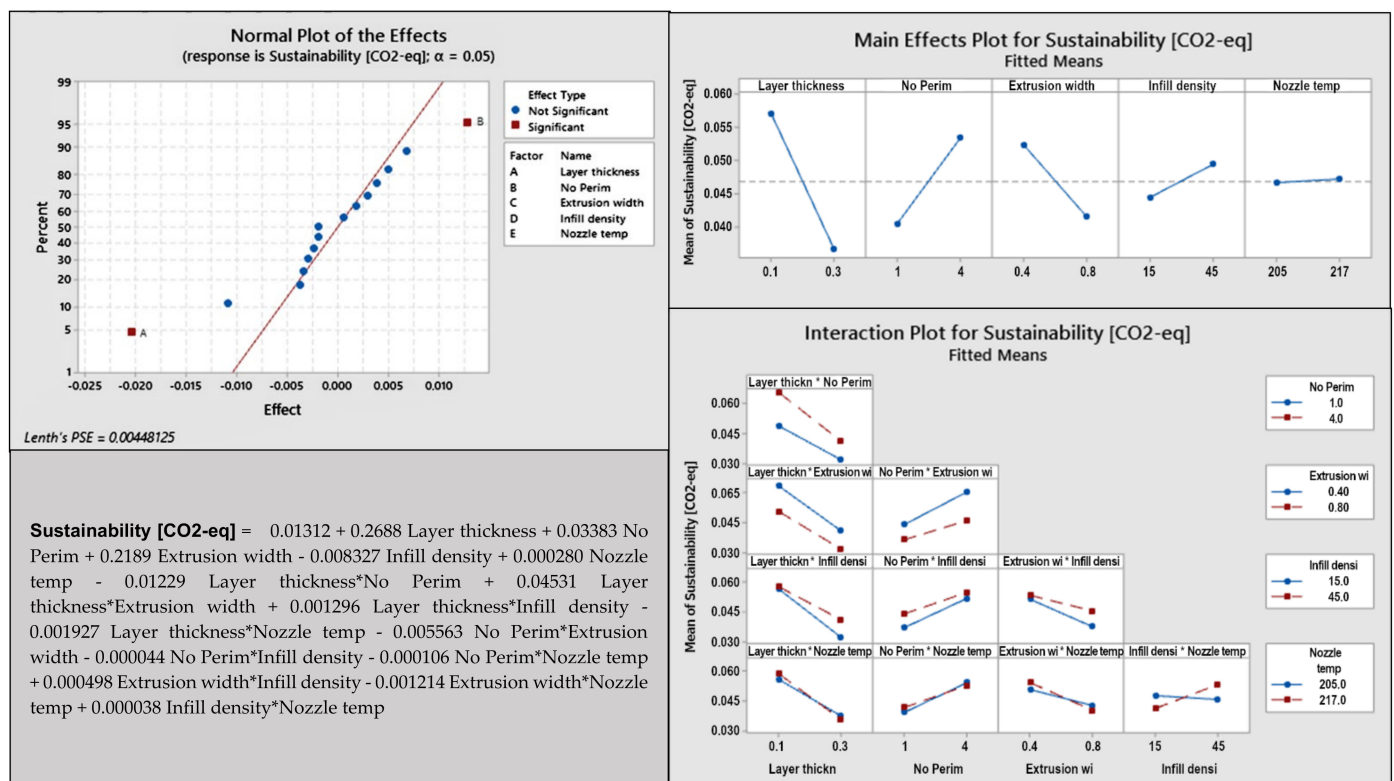 Normal Plot of the Effects
(response is Sustainability [CO2-eq]; α = 0.05)
99
95
90
80
70
60
50
40
30
20
10
5
1
Percent
B
A
-0.025 -0.020 -0.015 -0.010 -0.005 0.000 0.005 0.010
Effect
Lenth's PSE = 0.00448125
Effect Type
Not Significant
Significant
Factor Name
A Layer thickness
B No Perim
C Extrusion width
D Infill density
E Nozzle temp
Main Effects Plot for Sustainability [CO2-eq]
Fitted Means
Layer thickness No Perim Extrusion width Infill density Nozzle temp
0.060
0.055
0.050
0.045
0.040
Mean of Sustainability [CO2-eq]
0.1 0.3 1 4 0.4 0.8 15 45 205 217
Sustainability [CO2-eq] = 0.01312 + 0.2688 Layer thickness + 0.03383 No
Perim + 0.2189 Extrusion width - 0.008327 Infill density + 0.000280 Nozzle
temp - 0.01229 Layer thickness*No Perim + 0.04531 Layer
thickness*Extrusion width + 0.001296 Layer thickness*Infill density -
0.001927 Layer thickness*Nozzle temp - 0.005563 No Perim*Extrusion
width - 0.000044 No Perim*Infill density - 0.000106 No Perim*Nozzle temp
+ 0.000498 Extrusion width*Infill density - 0.001214 Extrusion width*Nozzle
temp + 0.000038 Infill density*Nozzle temp
Interaction Plot for Sustainability [CO2-eq]
Fitted Means
Mean of Sustainability [CO2-eq]
Layer thickn * No Perim
0.060
0.045
0.030
Layer thickn * Extrusion wi No Perim * Extrusion wi
0.065
0.045
0.030
Layer thickn * Infill densi No Perim * Infill densi Extrusion wi * Infill densi
0.060
0.045
0.030
Layer thickn * Nozzle temp No Perim * Nozzle temp Extrusion wi * Nozzle temp Infill densi * Nozzle temp
0.060
0.045
0.030
0.1 0.3 1 4 0.4 0.8 15 45
Layer thickn No Perim Extrusion wi Infill densi
No Perim
1.0
4.0
Extrusion wi
0.40
0.80
Infill densi
15.0
45.0
Nozzle
temp
205.0
217.0